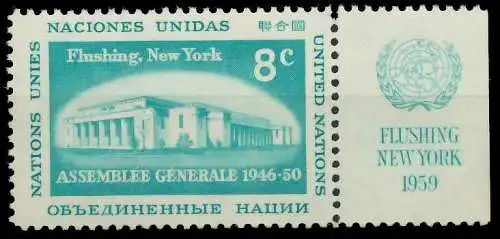 NACIONES UNIDAS 聯合國
NATIONS UNIES
Flushing, New York 8c
UNITED NATIONS
ASSEMBLEE GENERALE 1946-50
ОБЪЕДИНЕННЫЕ НАЦИИ
FLUSHING
NEW YORK
1959